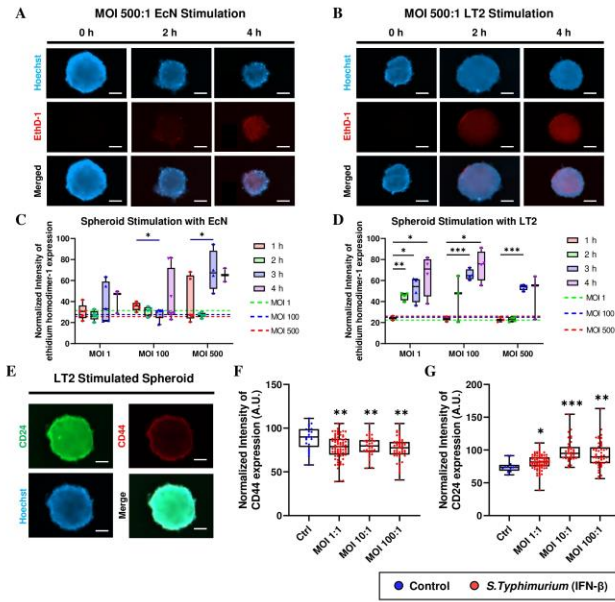 A
MOI 500:1 EcN Stimulation
0 h
2 h
4 h
Hoechst
EthD-1
Merged
B
MOI 500:1 LT2 Stimulation
0 h
2 h
4 h
Hoechst
EthD-1
Merged
C
Spheroid Stimulation with EcN
Normalized Intensity of
ethidium homodimer-1 expression
100
80
60
40
20
0
*
*
MOI 1
MOI 100
MOI 500
1 h
2 h
3 h
4 h
MOI 1
MOI 100
MOI 500
D
Spheroid Stimulation with LT2
Normalized Intensity of
ethidium homodimer-1 expression
100
80
60
40
20
0
*
*
**
*
***
***
MOI 1
MOI 100
MOI 500
1 h
2 h
3 h
4 h
MOI 1
MOI 100
MOI 500
E
LT2 Stimulated Spheroid
CD24
CD44
Hoechst
Merge
F
Normalized Intensity of
CD44 expression (A.U.)
150
100
50
0
**
**
**
Ctrl
MOI 1:1
MOI 10:1
MOI 100:1
G
Normalized Intensity of
CD24 expression (A.U.)
200
150
100
50
0
*
***
**
Ctrl
MOI 1:1
MOI 10:1
MOI 100:1
Control
S.Typhimurium (IFN-β)